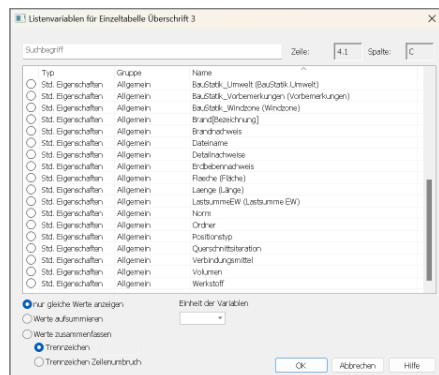 Listenvariablen für Einzeltabelle Überschrift 3
Suchbegriff
Zeile: 4.1 Spalte: C
Typ Gruppe Name
Std. Eigenschaften Allgemein BauStatik_Umwelt (BauStatik.Umwelt)
Std. Eigenschaften Allgemein BauStatik_Vorbemerkungen (Vorbemerkungen)
Std. Eigenschaften Allgemein BauStatik_Windzone (Windzone)
Std. Eigenschaften Allgemein Brand[Bezeichnung]
Std. Eigenschaften Allgemein Brandnachweis
Std. Eigenschaften Allgemein Dateiname
Std. Eigenschaften Allgemein Detailnachweise
Std. Eigenschaften Allgemein Erdbebennachweis
Std. Eigenschaften Allgemein Flaeche (Fläche)
Std. Eigenschaften Allgemein Laenge (Länge)
Std. Eigenschaften Allgemein LastsummeEW (Lastsumme EW)
Std. Eigenschaften Allgemein Norm
Std. Eigenschaften Allgemein Ordner
Std. Eigenschaften Allgemein Positionstyp
Std. Eigenschaften Allgemein Querschnittsiteration
Std. Eigenschaften Allgemein Verbindungsmittel
Std. Eigenschaften Allgemein Volumen
Std. Eigenschaften Allgemein Werkstoff
nur gleiche Werte anzeigen Einheit der Variablen
Werte aufsummieren
Werte zusammenfassen
Trennzeichen
Trennzeichen Zeilenumbruch
OK Abbrechen Hilfe